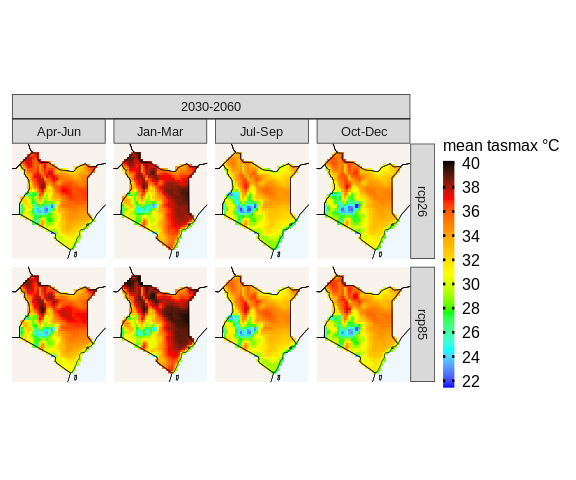 2030-2060
Apr-Jun
Jan-Mar
Jul-Sep
Oct-Dec
rcp26
rcp85
mean tasmax °C
40
38
36
34
32
30
28
26
24
22